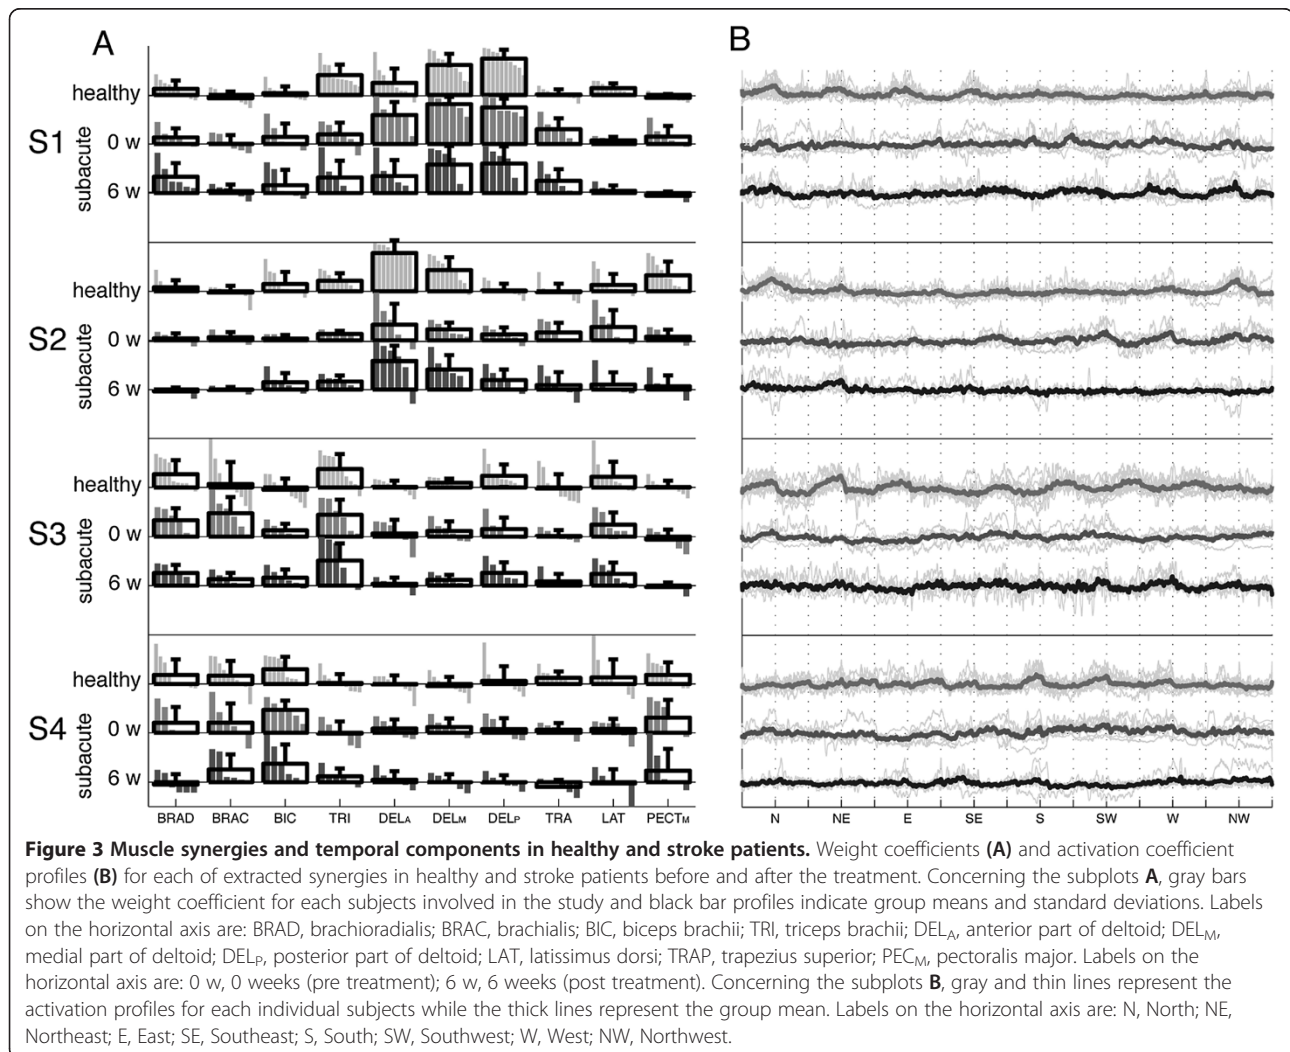 A
B
healthy
S1
subacute
0 w
6 w
healthy
S2
subacute
0 w
6 w
healthy
S3
subacute
0 w
6 w
healthy
S4
subacute
0 w
6 w
BRAD BRAC BIC TRI DELA DELM DELP TRA LAT PECTM
N NE E SE S SW W NW
Figure 3 Muscle synergies and temporal components in healthy and stroke patients. Weight coefficients (A) and activation coefficient
profiles (B) for each of extracted synergies in healthy and stroke patients before and after the treatment. Concerning the subplots A, gray bars
show the weight coefficient for each subjects involved in the study and black bar profiles indicate group means and standard deviations. Labels
on the horizontal axis are: BRAD, brachioradialis; BRAC, brachialis; BIC, biceps brachii; TRI, triceps brachii; DELA, anterior part of deltoid; DELM,
medial part of deltoid; DELP, posterior part of deltoid; LAT, latissimus dorsi; TRAP, trapezius superior; PECM, pectoralis major. Labels on the
horizontal axis are: 0 w, 0 weeks (pre treatment); 6 w, 6 weeks (post treatment). Concerning the subplots B, gray and thin lines represent the
activation profiles for each individual subjects while the thick lines represent the group mean. Labels on the horizontal axis are: N, North; NE,
Northeast; E, East; SE, Southeast; S, South; SW, Southwest; W, West; NW, Northwest.